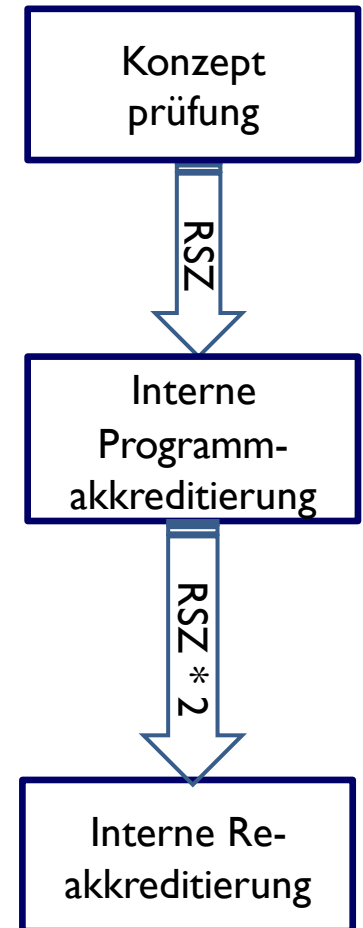 Konzept
prüfung
RSZ
Interne
Programm-
akkreditierung
RSZ * 2
Interne Re-
akkreditierung